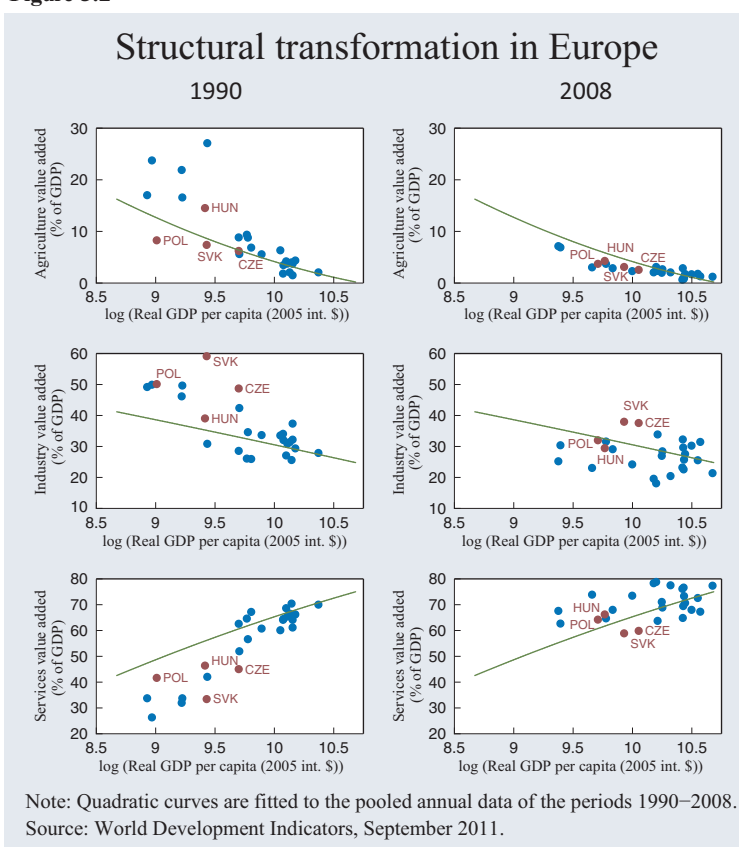 Structural transformation in Europe
1990
2008
Agriculture value added
(% of GDP)
30
20
10
0
HUN
POL
SVK
CZE
8.5 9 9.5 10 10.5
log (Real GDP per capita (2005 int. $))
Agriculture value added
(% of GDP)
30
20
10
0
HUN
POL
CZE
SVK
8.5 9 9.5 10 10.5
log (Real GDP per capita (2005 int. $))
Industry value added
(% of GDP)
60
50
40
30
20
10
SVK
POL
CZE
HUN
8.5 9 9.5 10 10.5
log (Real GDP per capita (2005 int. $))
Industry value added
(% of GDP)
60
50
40
30
20
10
SVK
CZE
POL
HUN
8.5 9 9.5 10 10.5
log (Real GDP per capita (2005 int. $))
Services value added
(% of GDP)
80
70
60
50
40
30
20
HUN
CZE
POL
SVK
8.5 9 9.5 10 10.5
log (Real GDP per capita (2005 int. $))
Services value added
(% of GDP)
80
70
60
50
40
30
20
HUN
POL
CZE
SVK
8.5 9 9.5 10 10.5
log (Real GDP per capita (2005 int. $))
Note: Quadratic curves are fitted to the pooled annual data of the periods 1990−2008.
Source: World Development Indicators, September 2011.